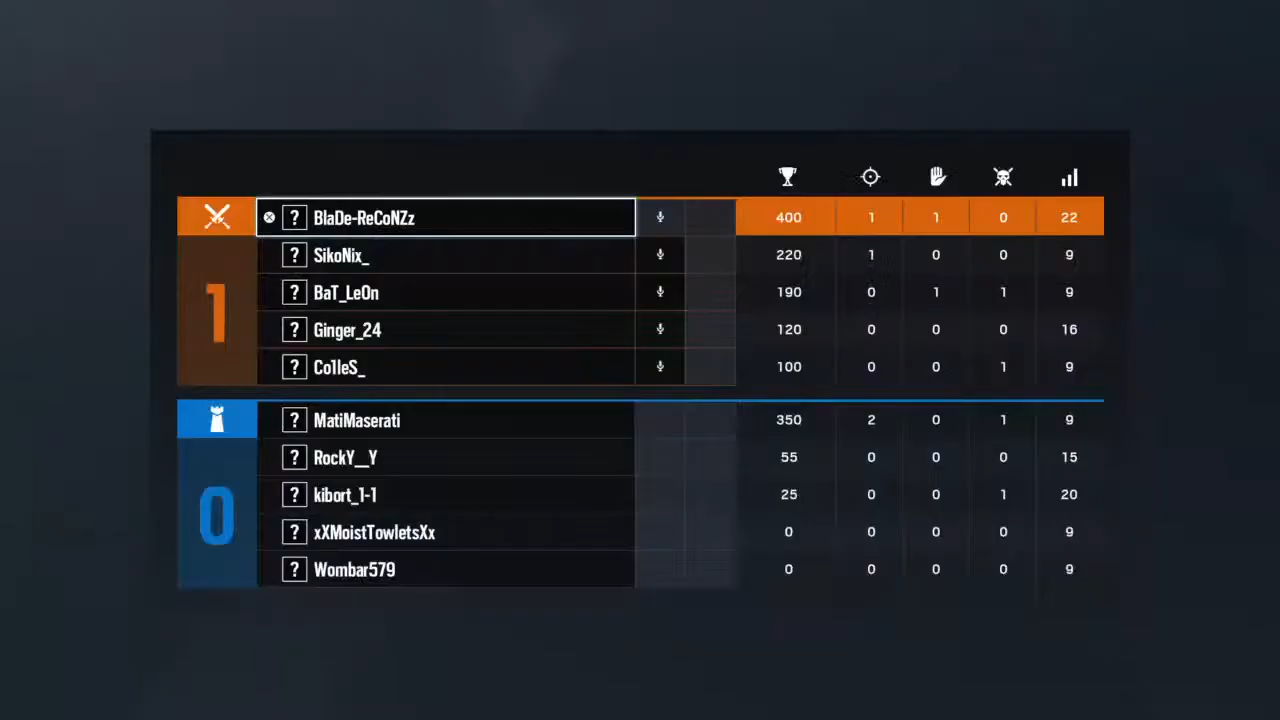 ? BlaDe-ReCoNZz 400 1 1 0 22
? SikoNix_ 220 1 0 0 9
? BaT_LeOn 190 0 1 1 9
1
? Ginger_24 120 0 0 0 16
? Co1leS_ 100 0 0 1 9
? MatiMaserati 350 2 0 1 9
? RockY__Y 55 0 0 0 15
? kibort_1-1 25 0 0 1 20
0
? xXMoistTowletsXx 0 0 0 0 9
? Wombar579 0 0 0 0 9